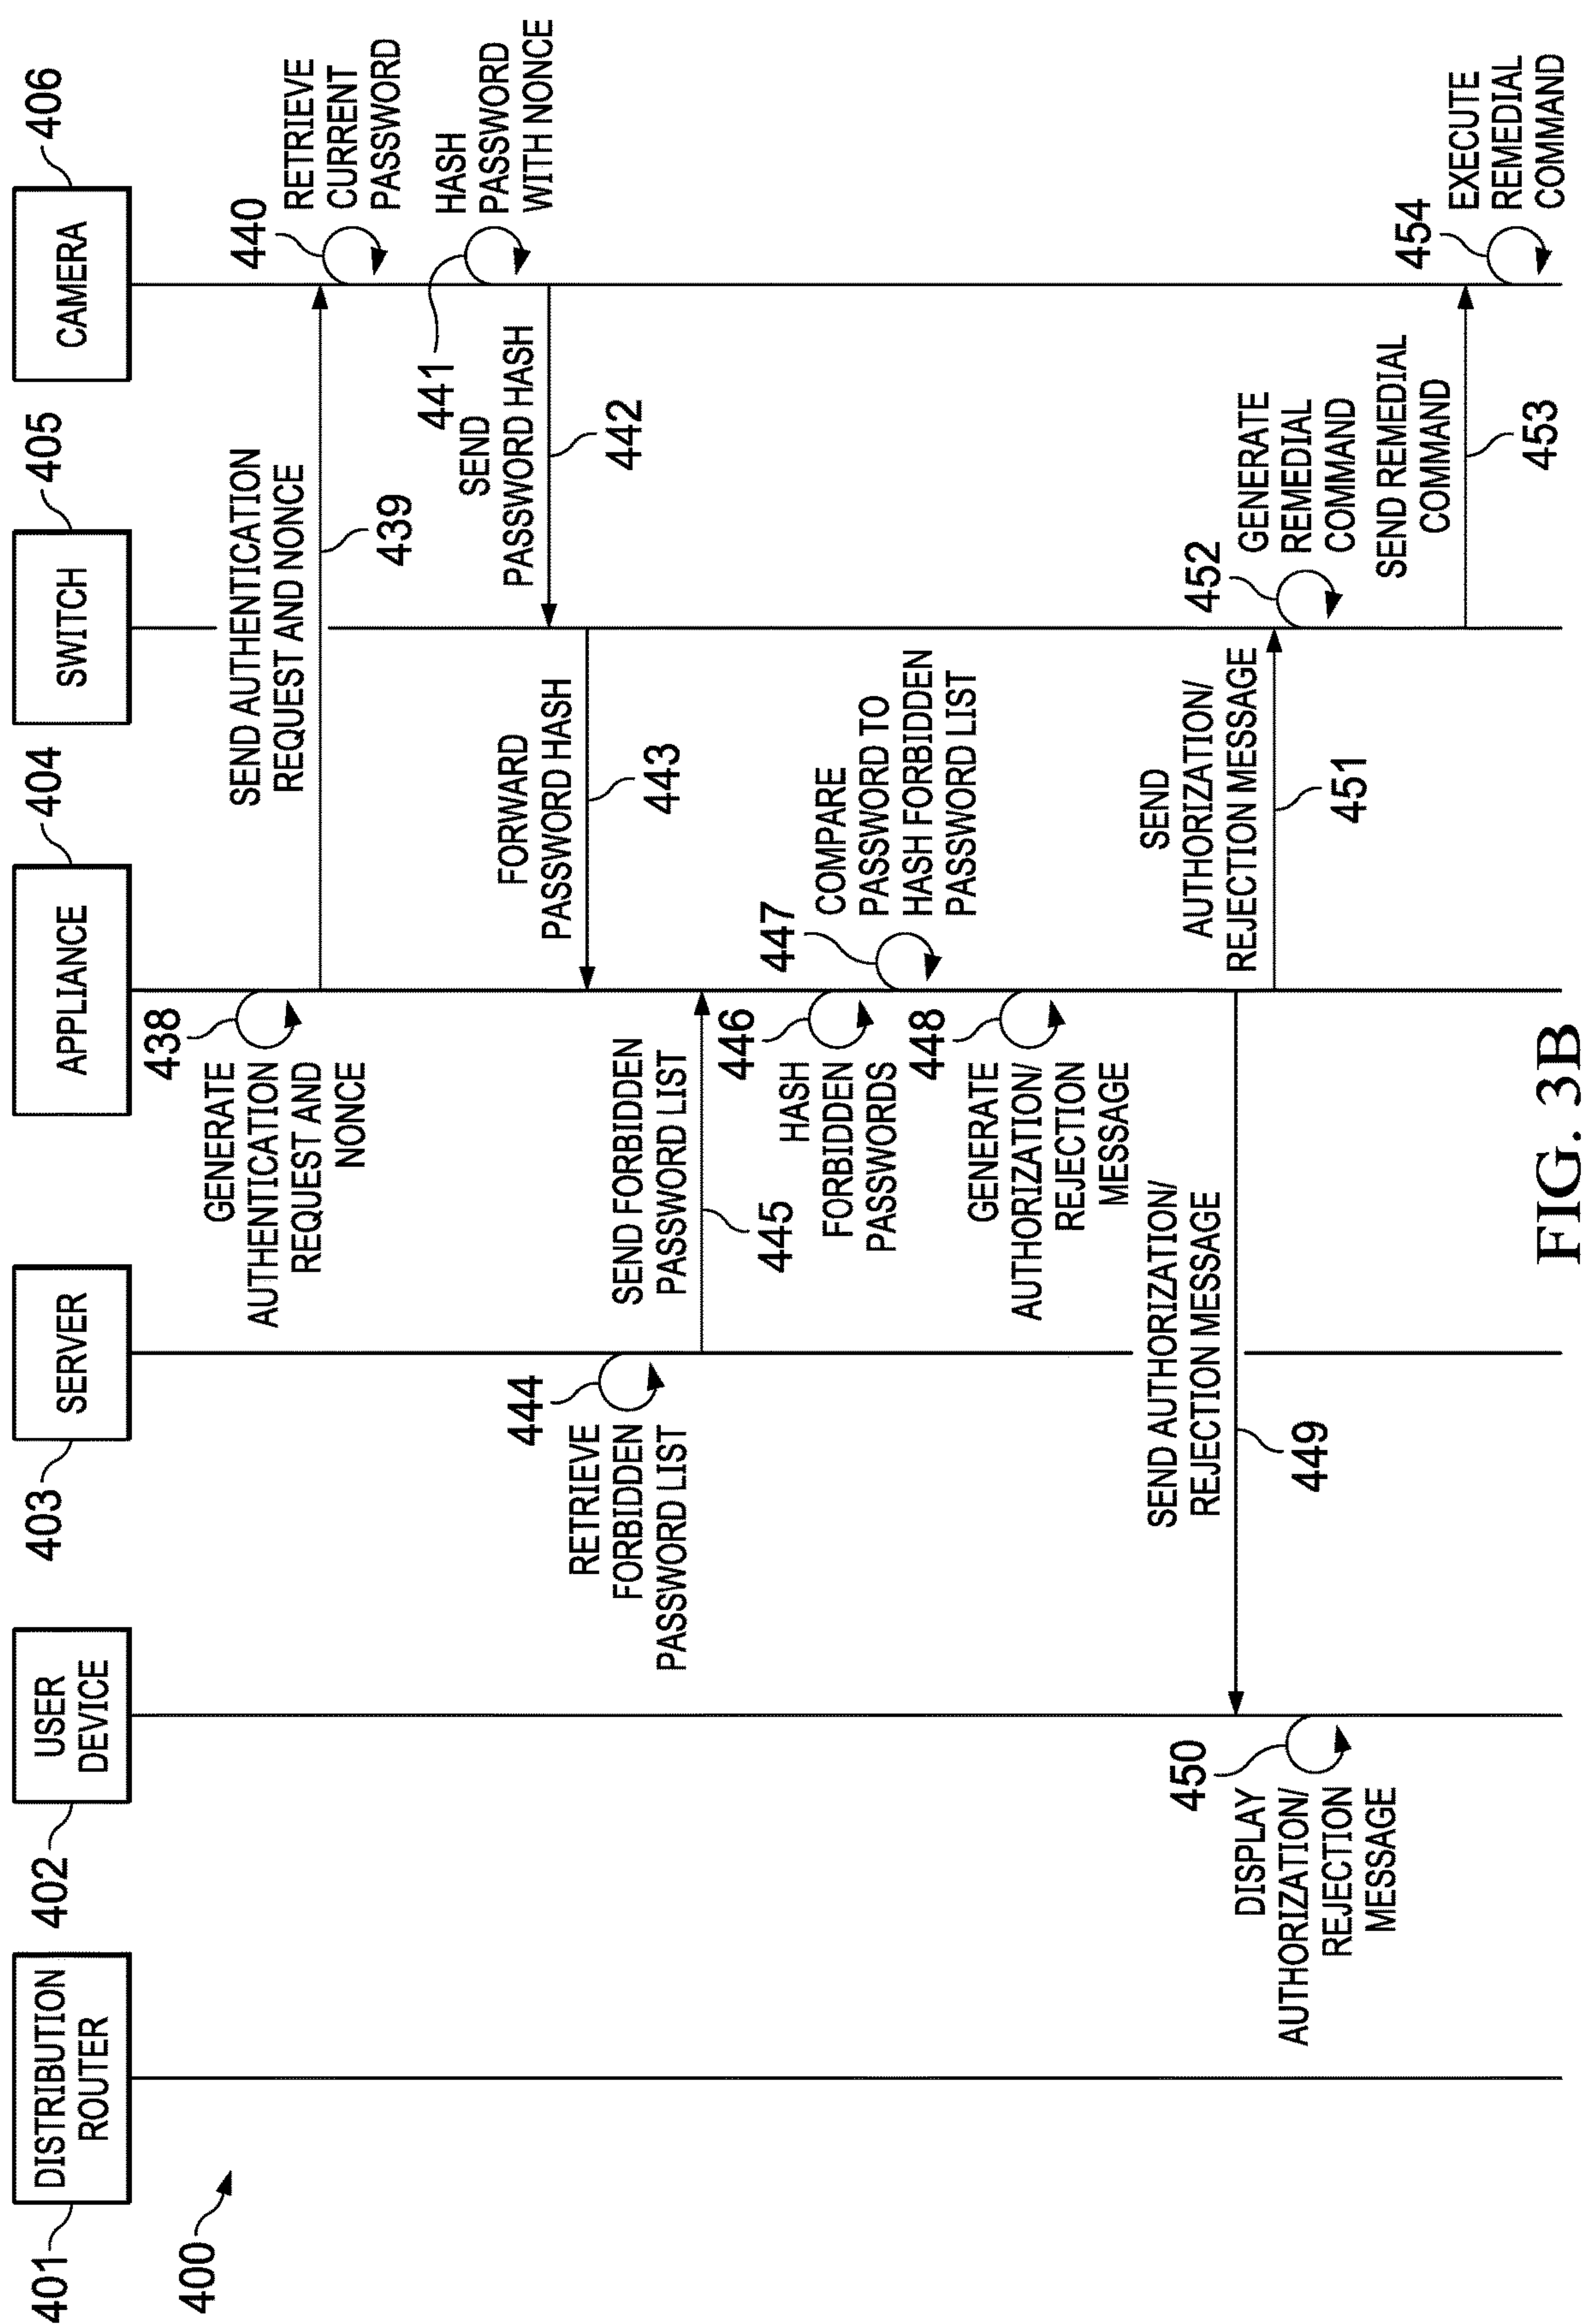 400
401
DISTRIBUTION
ROUTER
402
USER
DEVICE
403
SERVER
404
APPLIANCE
405
SWITCH
406
CAMERA
438
GENERATE
AUTHENTICATION
REQUEST AND
NONCE
SEND AUTHENTICATION
REQUEST AND NONCE
439
440
RETRIEVE
CURRENT
PASSWORD
441
HASH
PASSWORD
WITH NONCE
SEND
PASSWORD HASH
442
FORWARD
PASSWORD HASH
443
444
RETRIEVE
FORBIDDEN
PASSWORD LIST
SEND FORBIDDEN
PASSWORD LIST
445
446
HASH
FORBIDDEN
PASSWORDS
447
COMPARE
PASSWORD TO
HASH FORBIDDEN
PASSWORD LIST
448
GENERATE
AUTHORIZATION/
REJECTION
MESSAGE
SEND AUTHORIZATION/
REJECTION MESSAGE
449
450
DISPLAY
AUTHORIZATION/
REJECTION
MESSAGE
SEND
AUTHORIZATION/
REJECTION MESSAGE
451
452
GENERATE
REMEDIAL
COMMAND
SEND REMEDIAL
COMMAND
453
454
EXECUTE
REMEDIAL
COMMAND
FIG. 3B